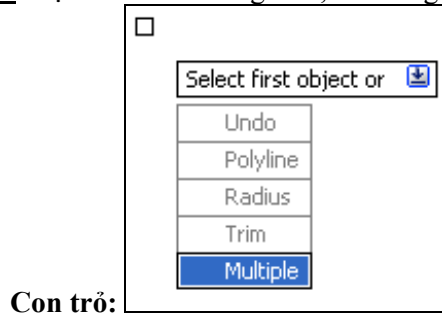 Select first object or
Undo
Polyline
Radius
Trim
Multiple
Con trỏ: